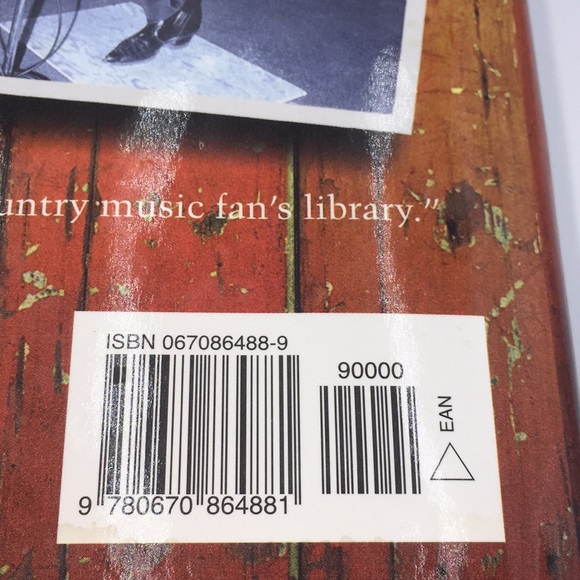 untry music fan's library."
ISBN 067086488-9
90000
EAN
9 780670 864881